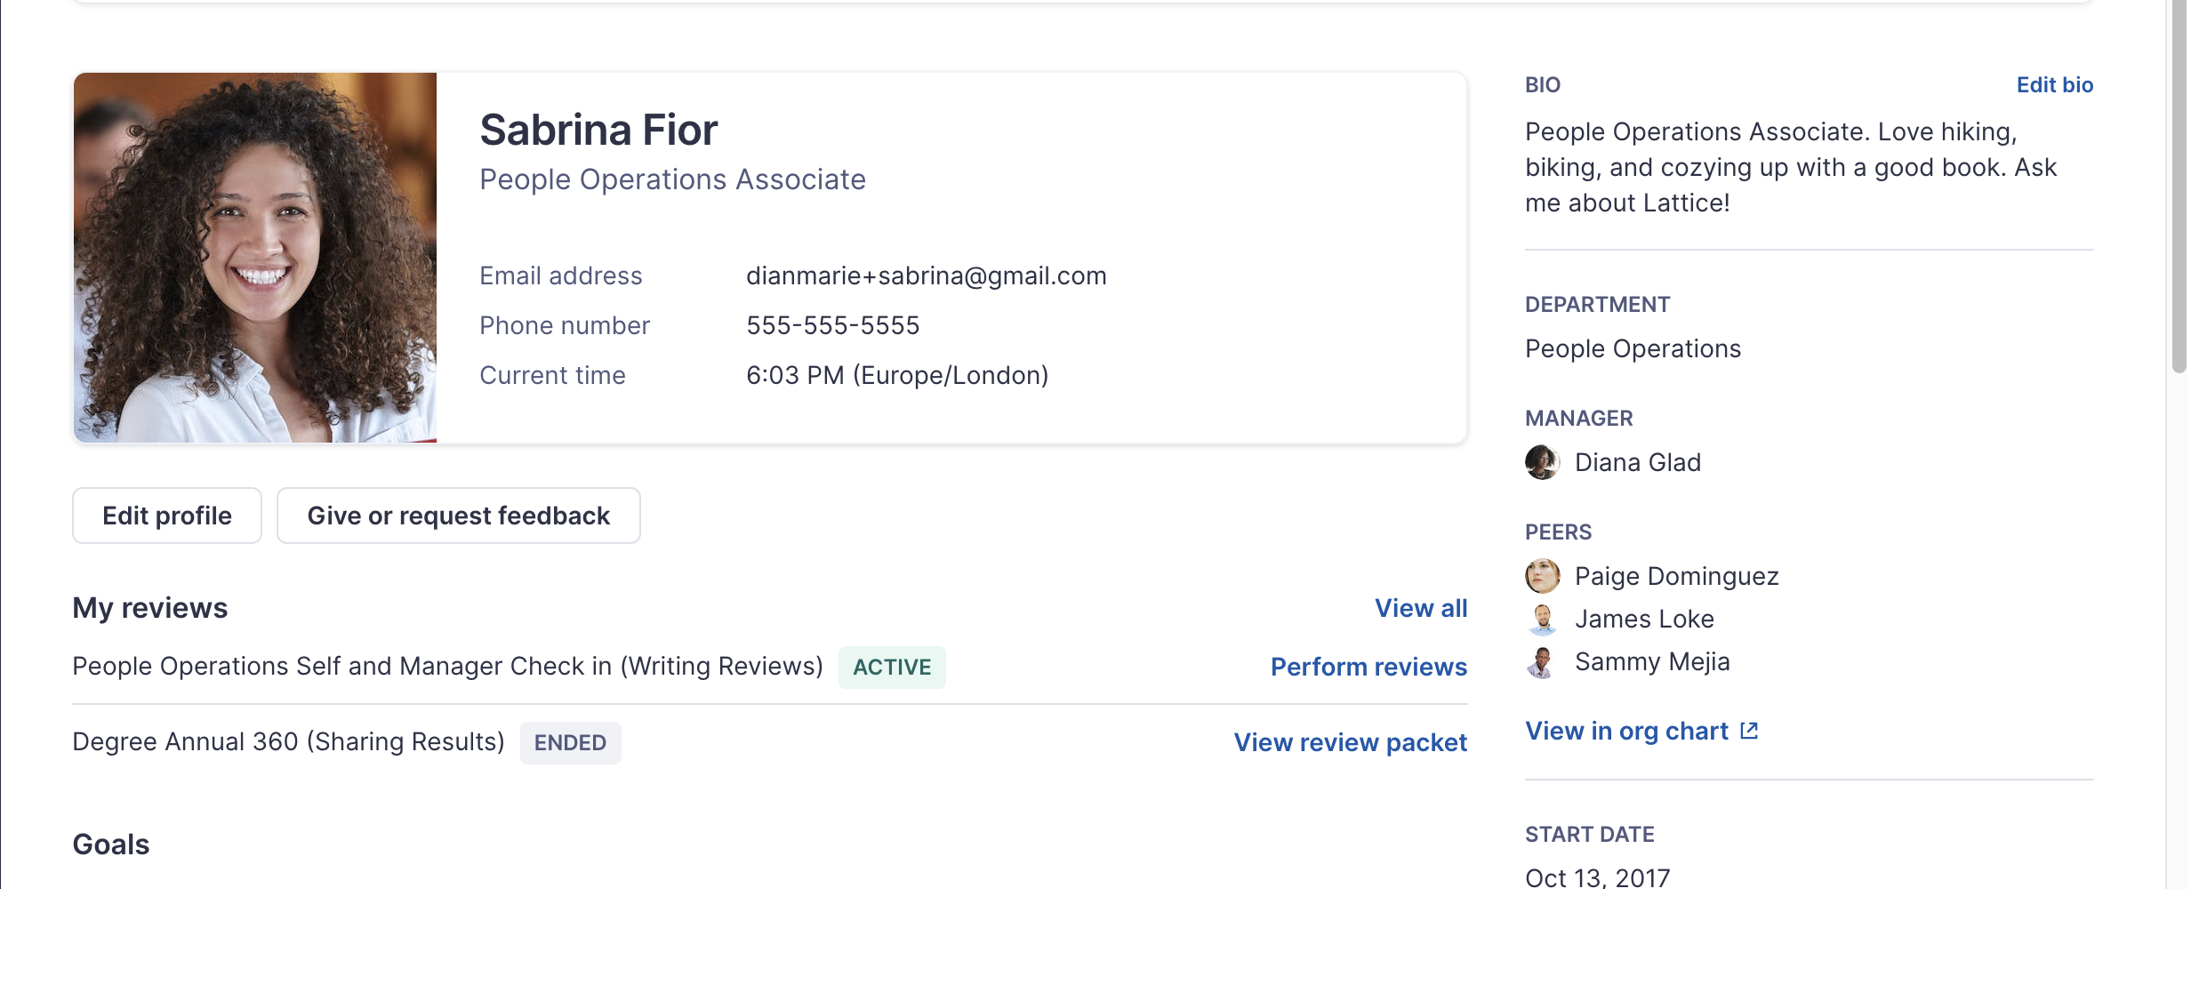 Sabrina Fior
People Operations Associate
Email address dianmarie+sabrina@gmail.com
Phone number 555-555-5555
Current time 6:03 PM (Europe/London)
Edit profile Give or request feedback
My reviews View all
People Operations Self and Manager Check in (Writing Reviews) ACTIVE Perform reviews
Degree Annual 360 (Sharing Results) ENDED View review packet
Goals
BIO Edit bio
People Operations Associate. Love hiking,
biking, and cozying up with a good book. Ask
me about Lattice!
DEPARTMENT
People Operations
MANAGER
Diana Glad
PEERS
Paige Dominguez
James Loke
Sammy Mejia
View in org chart
START DATE
Oct 13, 2017